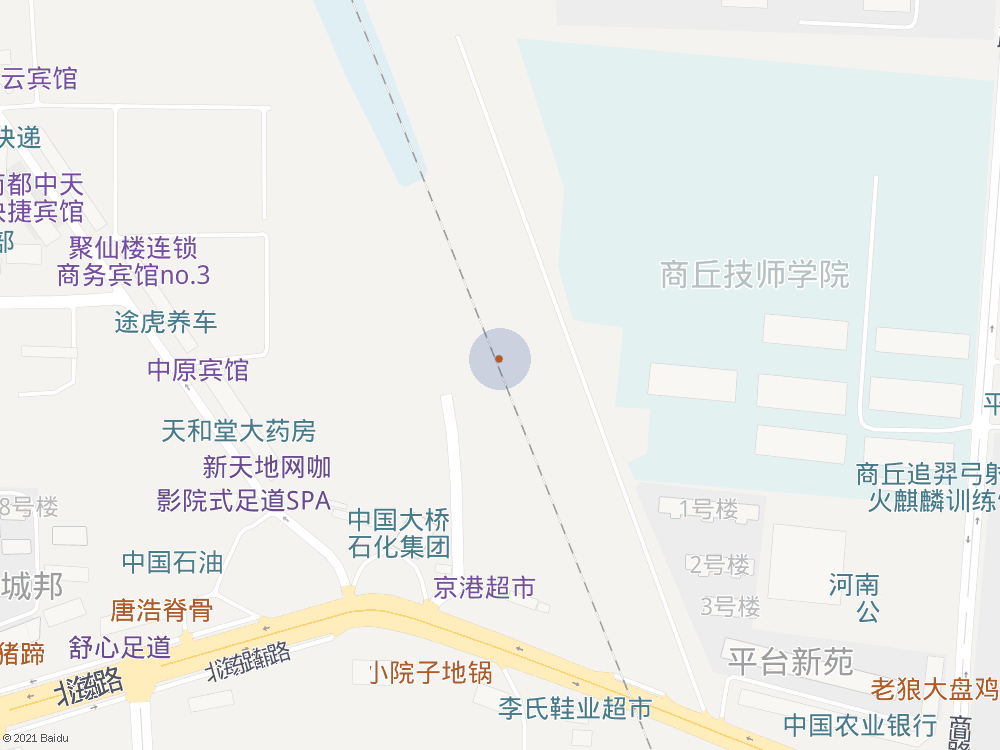 云宾馆
快递
都中天
快捷宾馆
部
聚仙楼连锁
商务宾馆no.3
商丘技师学院
途虎养车
中原宾馆
平
天和堂大药房
新天地网咖
影院式足道SPA
商丘追羿弓射
火麒麟训练
8号楼
中国大桥
石化集团
1号楼
中国石油
2号楼
城邦
京港超市
河南
公
唐浩脊骨
3号楼
舒心足道
猪蹄
平台新苑
小院子地锅
老狼大盘鸡
李氏鞋业超市
中国农业银行
© 2021 Baidu